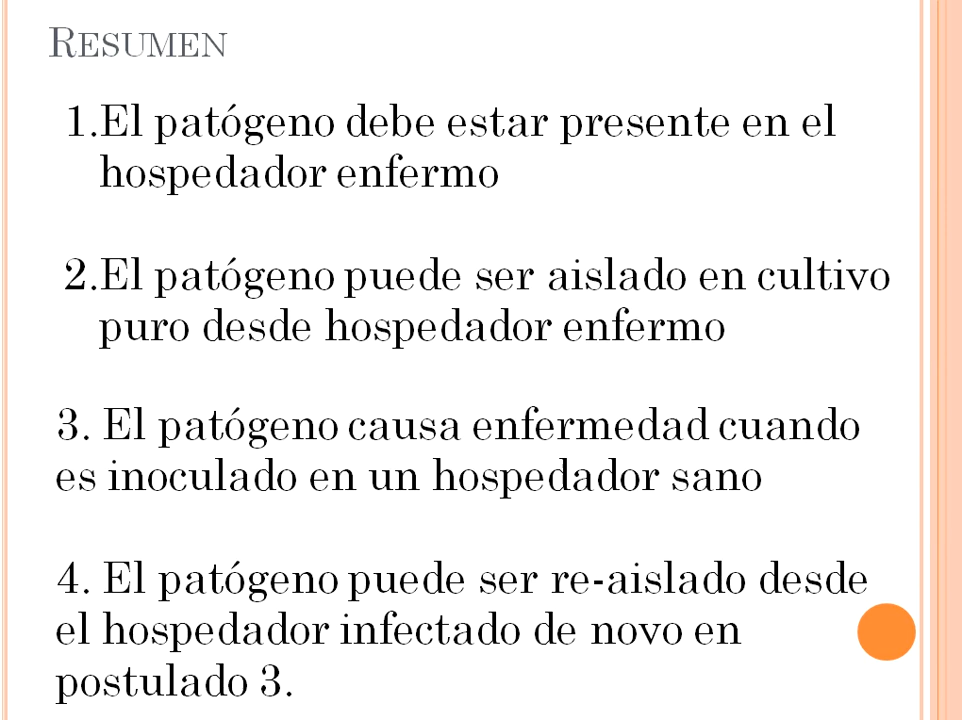 RESUMEN
1.El patógeno debe estar presente en el
hospedador enfermo
2.El patógeno puede ser aislado en cultivo
puro desde hospedador enfermo
3. El patógeno causa enfermedad cuando
es inoculado en un hospedador sano
4. El patógeno puede ser re-aislado desde
el hospedador infectado de novo en
postulado 3.